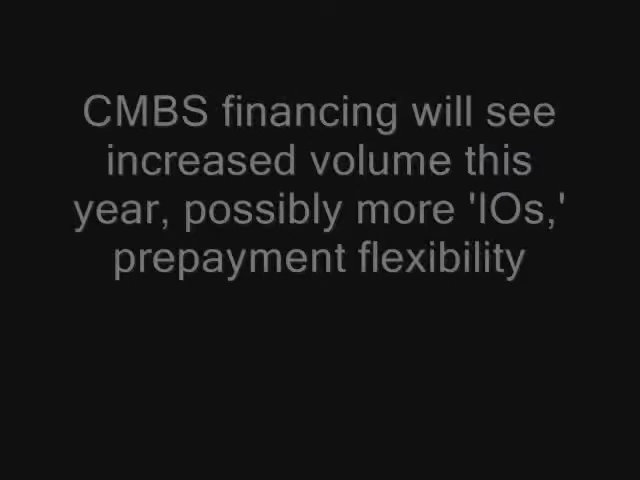 CMBS financing will see
increased volume this
year, possibly more 'IOs,'
prepayment flexibility